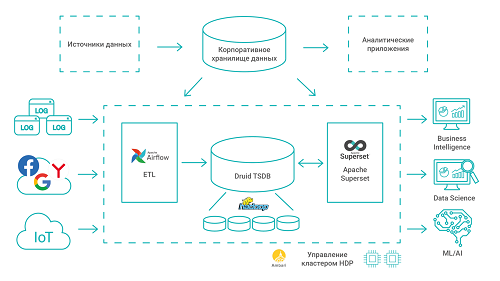 Источники данных
Корпоративное
хранилище данных
Аналитические
приложения
LOG
LOG
LOG
Apache
Airflow
ETL
Druid TSDB
hadoop
Superset
Apache
Superset
Business
Intelligence
G
Data Science
IoT
ML/AI
Ambari
Управление
кластером HDP